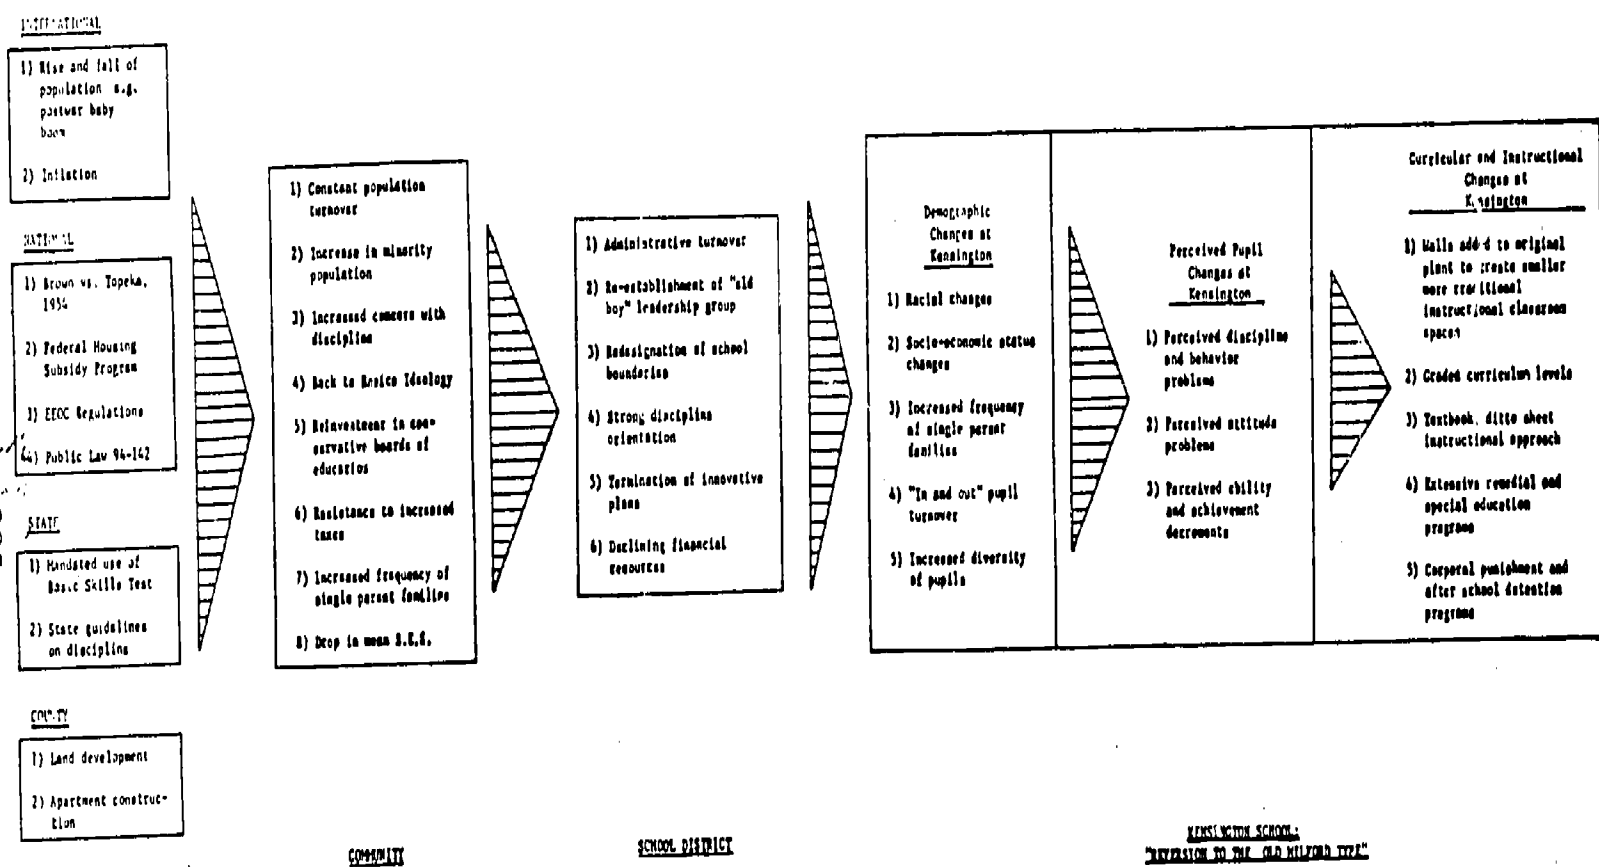 INTERNATIONAL
1) Rise and fall of
population e.g.
postwar baby
boom
2) Inflation
NATIONAL
1) Brown vs. Topeka,
1954
2) Federal Housing
Subsidy Program
3) EEOC Regulations
4) Public Law 94-142
STATE
1) Mandated use of
Basic Skills Test
2) State guidelines
on discipline
COUNTY
1) Land development
2) Apartment construc-
tion
1) Constant population
turnover
2) Increase in minority
population
3) Increased concern with
discipline
4) Back to Basics Ideology
5) Reinvestment in con-
servative boards of
education
6) Resistance to increased
taxes
7) Increased frequency of
single parent families
8) Drop in mean S.E.S.
COMMUNITY
1) Administrative turnover
2) Re-establishment of "old
boy" leadership group
3) Redesignation of school
boundaries
4) Strong discipline
orientation
5) Termination of innovative
plans
6) Declining financial
resources
SCHOOL DISTRICT
Demographic
Changes at
Kensington
1) Racial changes
2) Socio-economic status
changes
3) Increased frequency
of single parent
families
4) "In and out" pupil
turnover
5) Increased diversity
of pupils
Perceived Pupil
Changes at
Kensington
1) Perceived discipline
and behavior
problems
2) Perceived attitude
problems
3) Perceived ability
and achievement
decrements
Curricular and Instructional
Changes at
Kensington
1) Walls added to original
plant to create smaller
more traditional
instructional classroom
spaces
2) Graded curriculum levels
3) Textbook, ditto sheet
instructional approach
4) Extensive remedial and
special education
programs
5) Corporal punishment and
after school detention
programs
KENSINGTON SCHOOL:
"REVERSION TO THE OLD MILFORD TYPE"